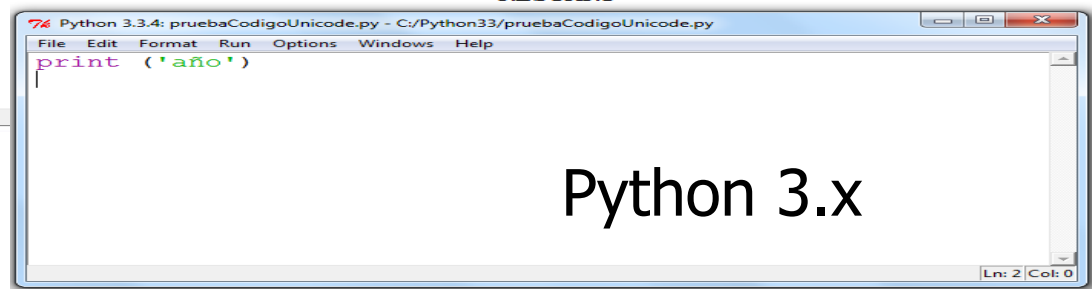 Python 3.3.4: pruebaCodigoUnicode.py - C:/Python33/pruebaCodigoUnicode.py
File Edit Format Run Options Windows Help
print ('año')
Python 3.x
Ln: 2 Col: 0